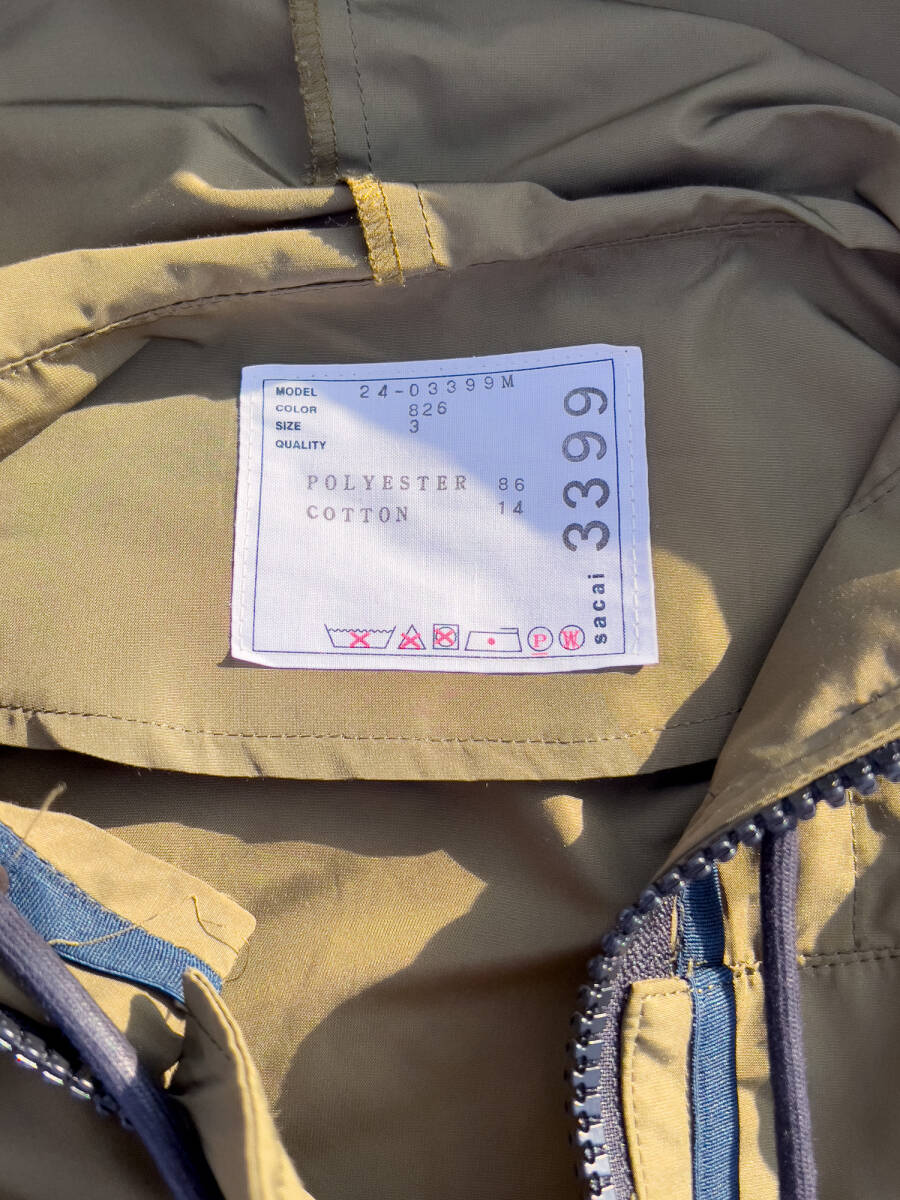 MODEL 24-03399M
COLOR 826
SIZE 3
QUALITY
POLYESTER 86
COTTON 14
P W
sacai 3399